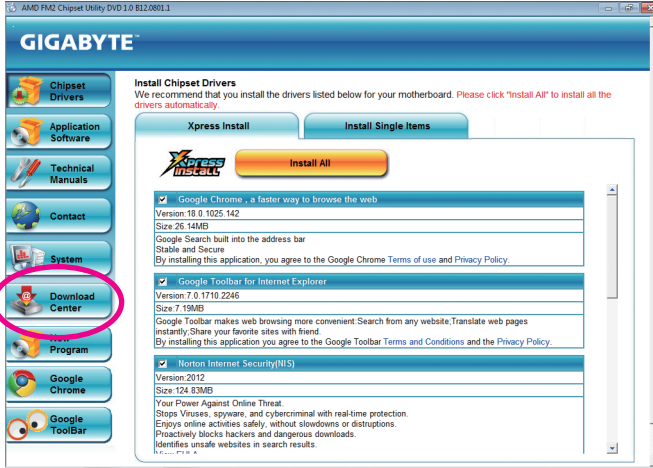 AMD FM2 Chipset Utility DVD 1.0 B12.0801.1
GIGABYTE™
Chipset
Drivers
Application
Software
Technical
Manuals
Contact
System
Download
Center
New
Program
Google
Chrome
Google
ToolBar
Install Chipset Drivers
We recommend that you install the drivers listed below for your motherboard. Please click "Install All" to install all the
drivers automatically.
Xpress Install
Install Single Items
Xpress
INSTALL
Install All
Google Chrome , a faster way to browse the web
Version:18.0.1025.142
Size:26.14MB
Google Search built into the address bar
Stable and Secure
By installing this application, you agree to the Google Chrome Terms of use and Privacy Policy.
Google Toolbar for Internet Explorer
Version:7.0.1710.2246
Size:7.19MB
Google Toolbar makes web browsing more convenient:Search from any website;Translate web pages
instantly;Share your favorite sites with friend.
By installing this application you agree to the Google Toolbar Terms and Conditions and the Privacy Policy.
Norton Internet Security(NIS)
Version:2012
Size:124.83MB
Your Power Against Online Threat.
Stops Viruses, spyware, and cybercriminal with real-time protection.
Enjoys online activities safely, without slowdowns or distruptions.
Proactively blocks hackers and dangerous downloads.
Identifies unsafe websites in search results.
View EULA